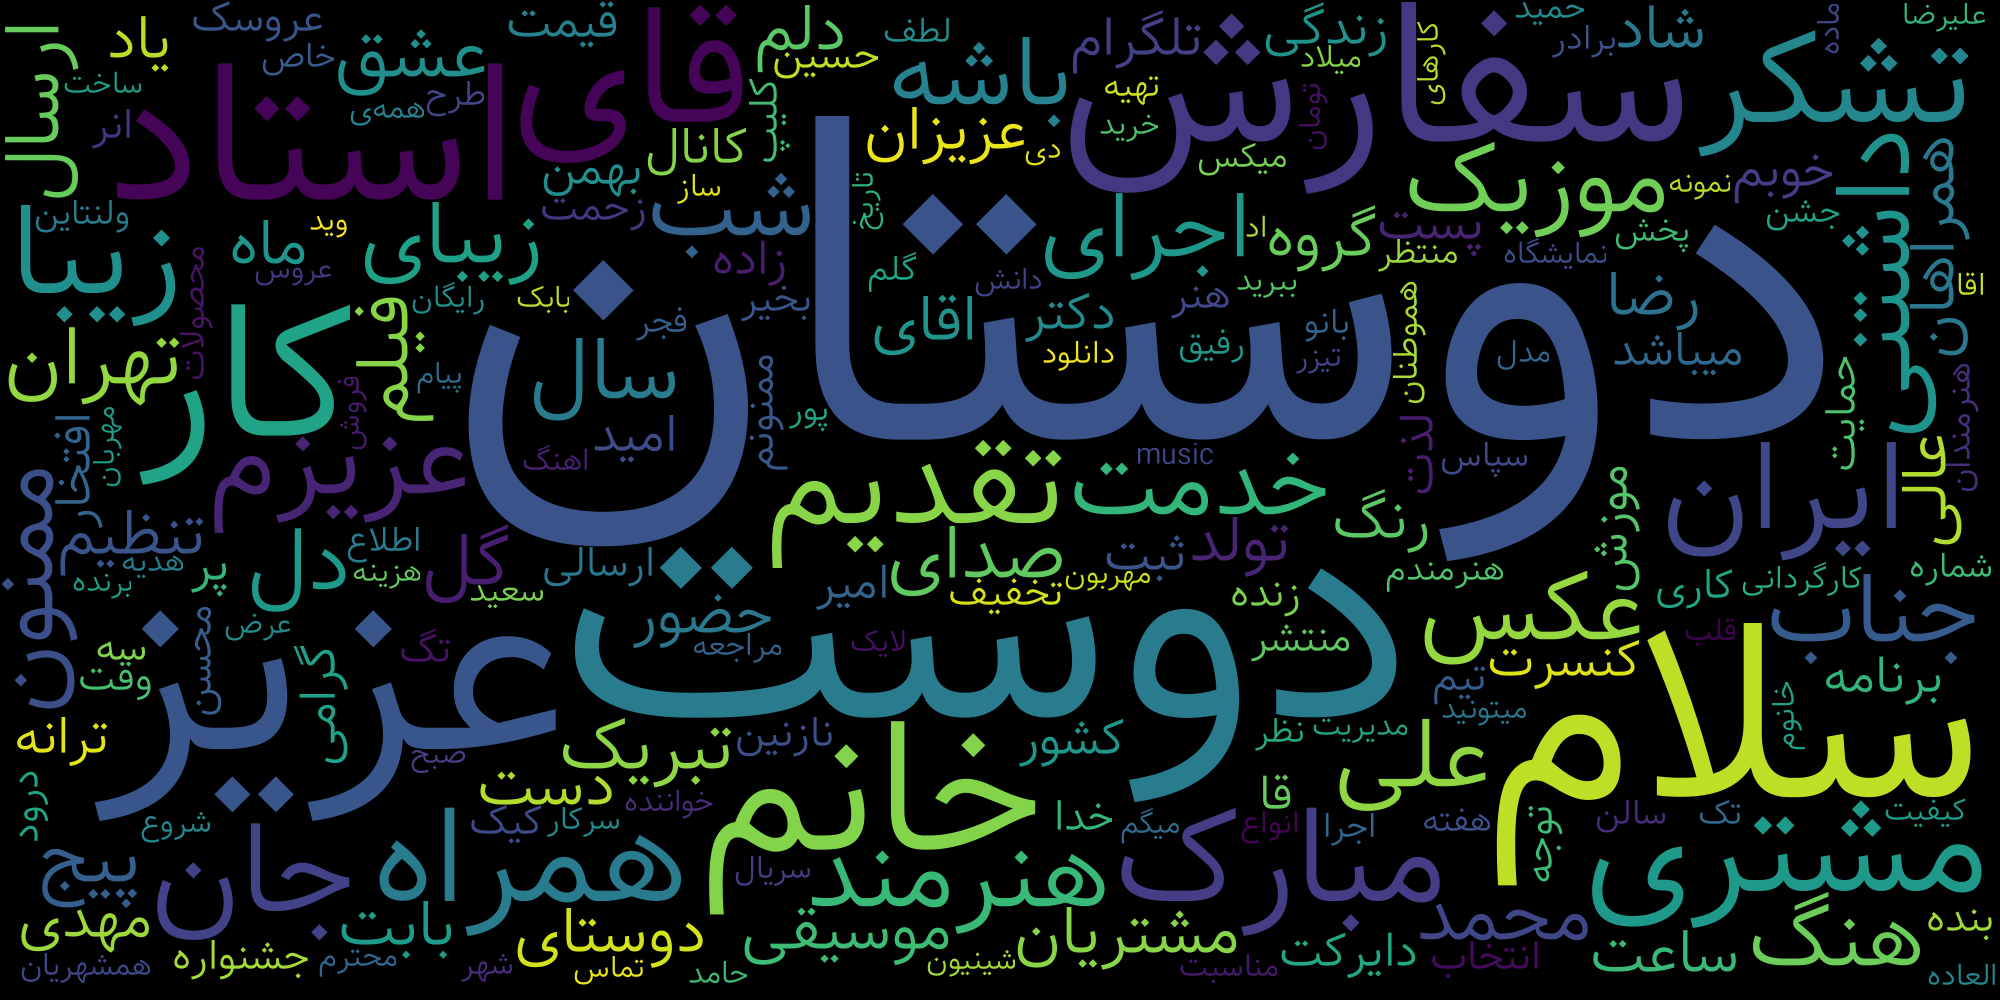 دوستان
دوست
سلام
عزیز
استاد
قای
سفارش
تشکر
خانم
کار
همراه
هنرمند
مبارک
مشتری
جان
تقدیم
خدمت
ایران
عزیزم
ممنون
داشتی
زیبا
زیبای
موزیک
باشه
شب
اجرای
عکس
جناب
علی
هنگ
محمد
موسیقی
مشتریان
دوستای
بابت
پیج
ارسال
یاد
عروسک
خاص
ساخت
انر
طرح
همه‌ی
عشق
قیمت
دلم
حسین
لطف
کلیپ
کانال
عزیزان
دی
بهمن
ساز
زحمت
ولنتاین
وید
ماه
عروس
محصولات
تهران
فیلم
رایگان
پیام
بابک
سال
امید
فجر
بخیر
زاده
گلم
تاریخ
اقای
دانش
دکتر
هنر
ببرید
گروه
اد
منتظر
پست
میکس
خرید
تهیه
تلگرام
زندگی
میلاد
تومان
برادر
حمید
شاد
کارهای
ماده
علیرضا
همراهان
خوبم
نمونه
جشن
پخش
نمایشگاه
اقا
رضا
میباشد
هموطنان
مدل
بانو
تیزر
رفیق
دانلود
حمایت
هنرمندان
عالی
سپاس
لذت
music
پور
ممنونم
اهنگ
فروش
مهربان
افتخار
تنظیم
هدیه
برنده
پر
دل
اطلاع
هزینه
گل
سعید
ارسالی
صدای
حضور
مراجعه
امیر
تخفیف
مهربون
ثبت
تولد
رنگ
موزش
هنرمندم
زنده
منتشر
کاری
کارگردانی
شماره
قلب
کنسرت
برنامه
تیم
میتونید
خانوم
مدیریت
نظر
کشور
لایک
تگ
عرض
محسن
گرامی
سه
وقت
ترانه
درود
صبح
شروع
تبریک
نازنین
دست
خواننده
سرکار
کیک
سریال
خدا
قا
میگم
انواع
اجرا
هفته
توجه
سالن
تک
کیفیت
بنده
العاده
ساعت
انتخاب
دایرکت
مناسبت
شینیون
حامد
تماس
شهر
محترم
جشنواره
مهدی
همشهریان